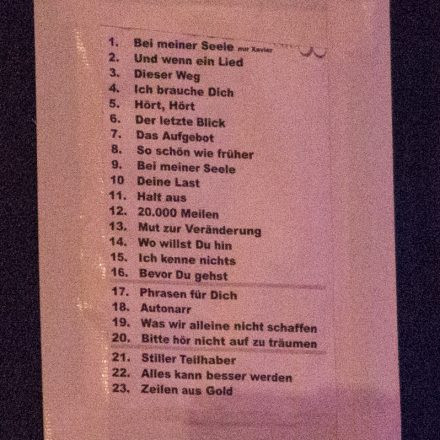 1. Bei meiner Seele nur Xavier
2. Und wenn ein Lied
3. Dieser Weg
4. Ich brauche Dich
5. Hört, Hört
6. Der letzte Blick
7. Das Aufgebot
8. So schön wie früher
9. Bei meiner Seele
10 Deine Last
11. Halt aus
12. 20.000 Meilen
13. Mut zur Veränderung
14. Wo willst Du hin
15. Ich kenne nichts
16. Bevor Du gehst
17. Phrasen für Dich
18. Autonarr
19. Was wir alleine nicht schaffen
20. Bitte hör nicht auf zu träumen
21. Stiller Teilhaber
22. Alles kann besser werden
23. Zeilen aus Gold